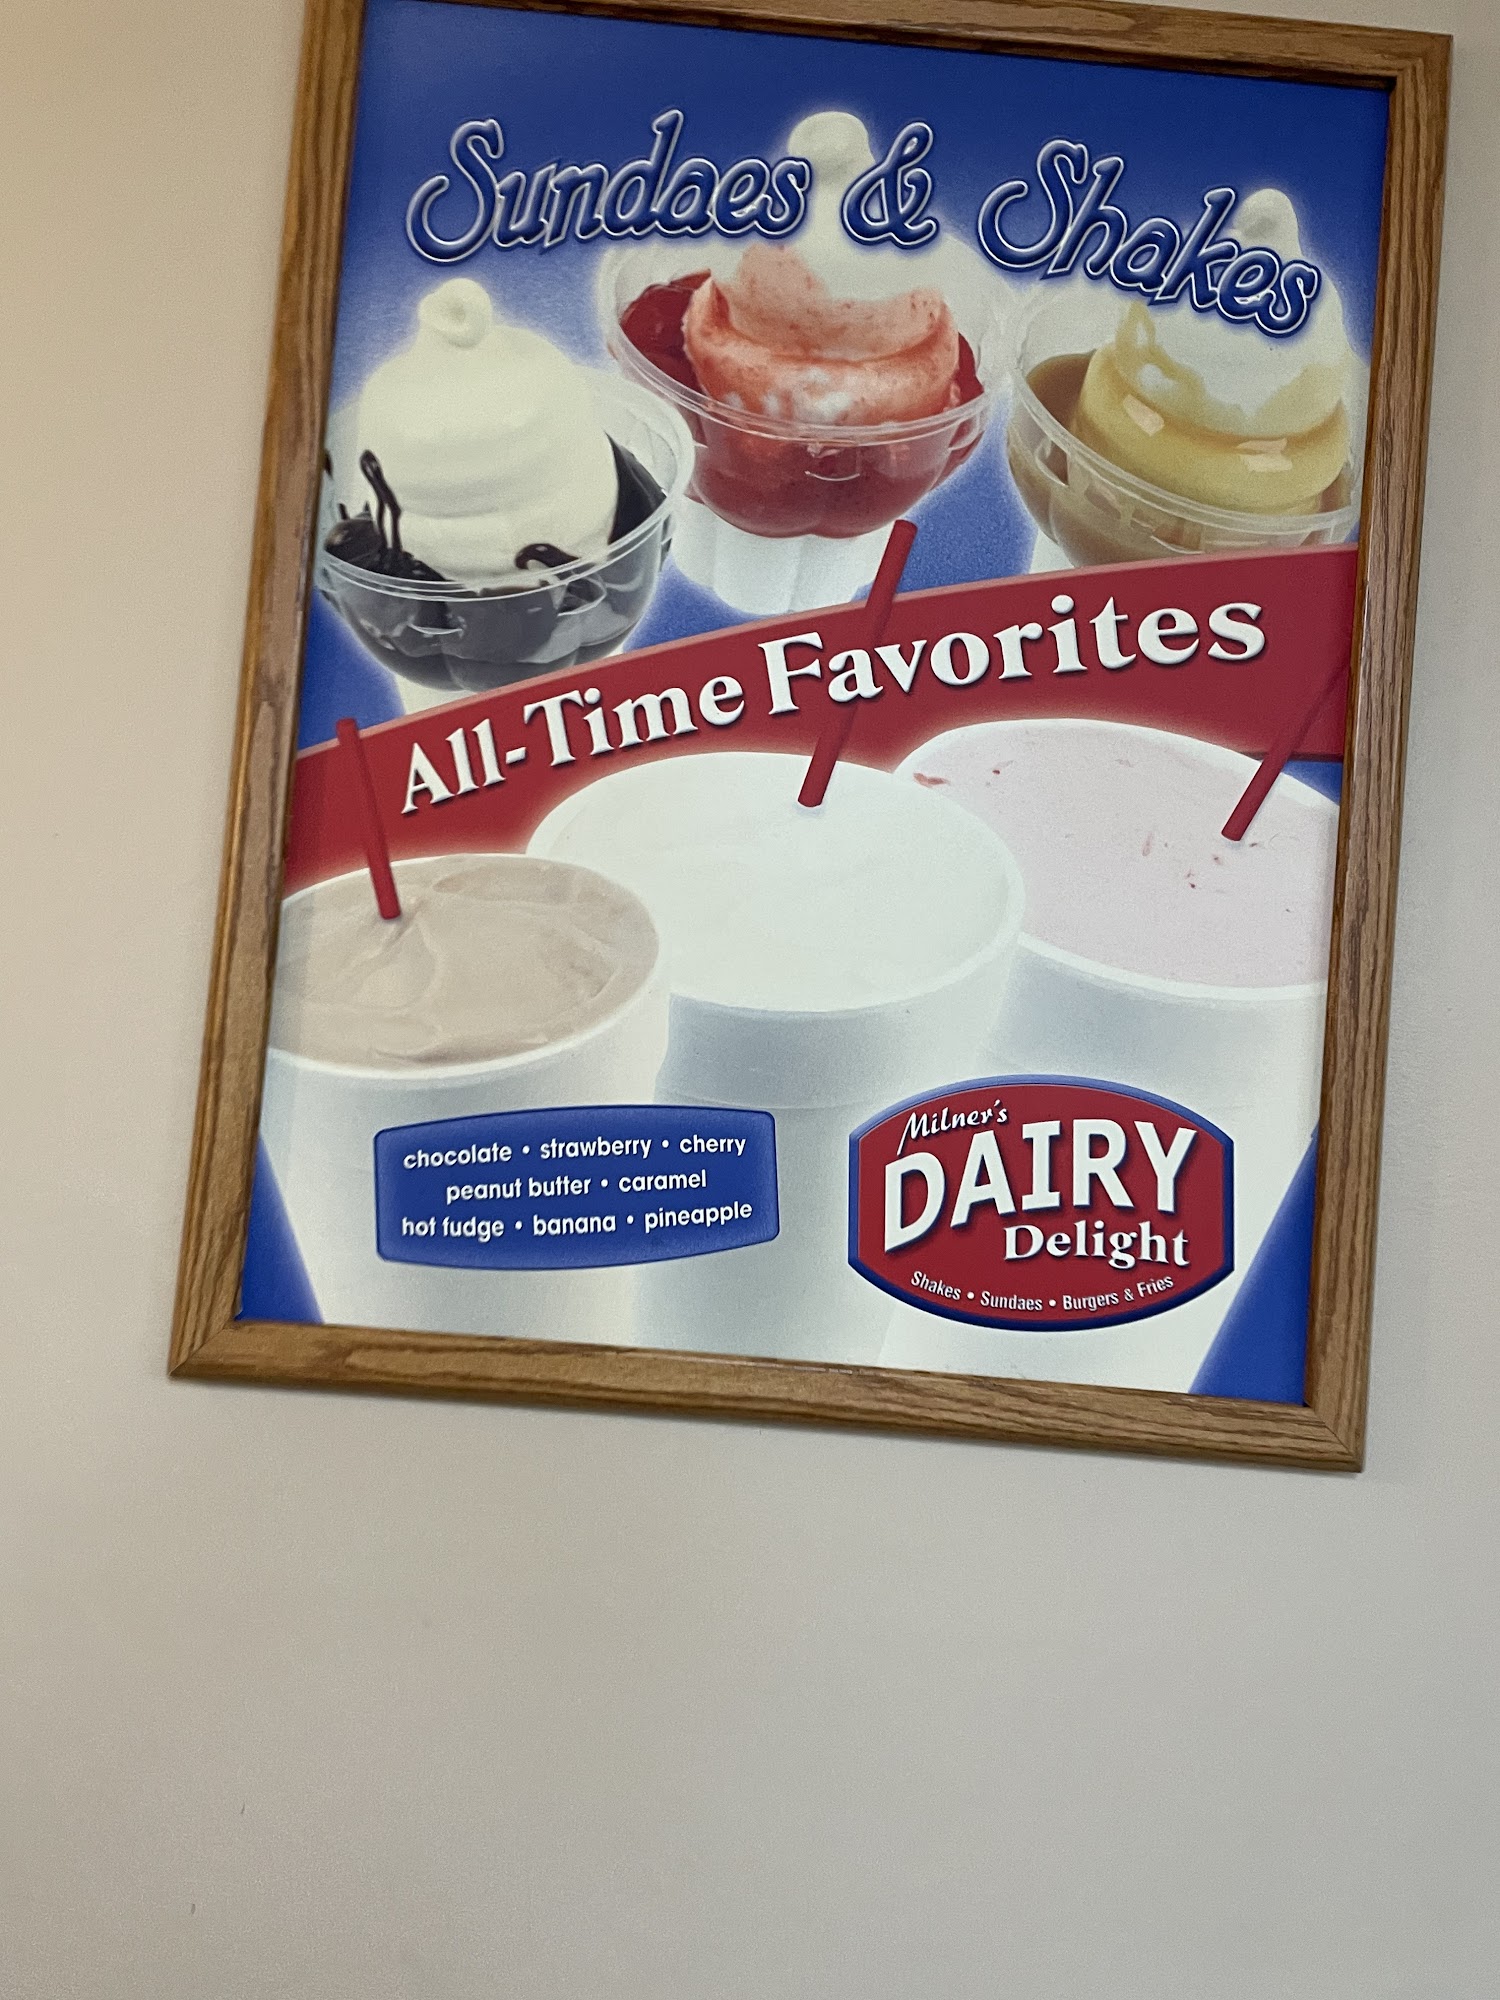 Sundaes & Shakes
All-Time Favorites
chocolate • strawberry • cherry
peanut butter • caramel
hot fudge • banana • pineapple
Milner's
DAIRY
Delight
Shakes • Sundaes • Burgers & Fries